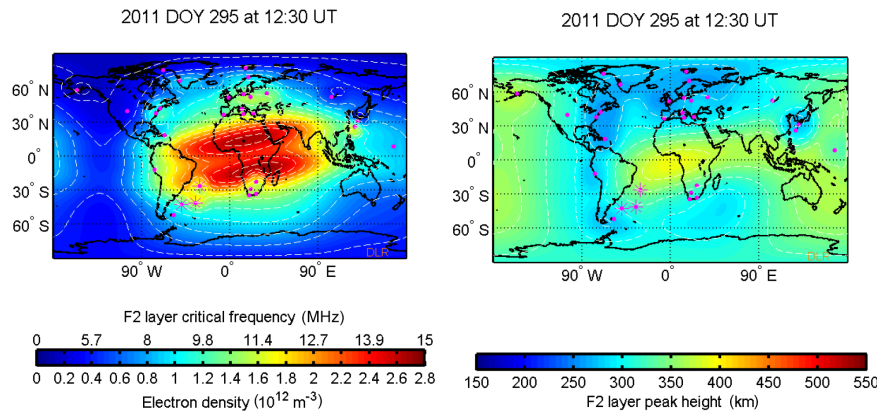 2011 DOY 295 at 12:30 UT
60° N
30° N
0°
30° S
60° S
90° W
0°
90° E
DLR
F2 layer critical frequency (MHz)
0 5.7 8 9.8 11.4 12.7 13.9 15
0 0.2 0.4 0.6 0.8 1 1.2 1.4 1.6 1.8 2 2.2 2.4 2.6 2.8
Electron density (10¹² m⁻³)
2011 DOY 295 at 12:30 UT
60° N
30° N
0°
30° S
60° S
90° W
0°
90° E
DLR
150 200 250 300 350 400 450 500 550
F2 layer peak height (km)